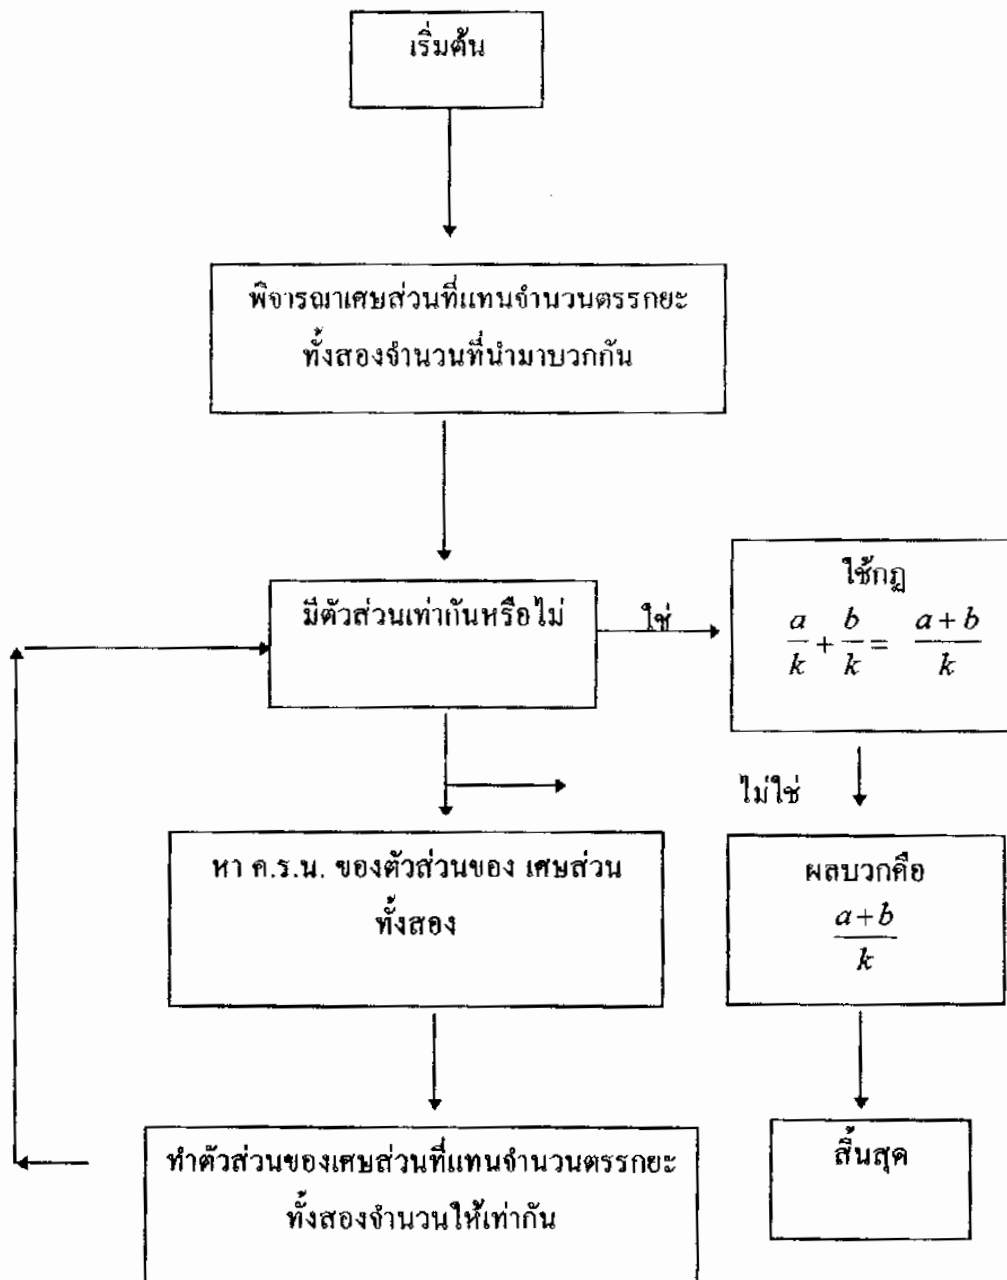 เริ่มต้น
พิจารณาเศษส่วนที่แทนจำนวนตรรกยะ
ทั้งสองจำนวนที่นำมาบวกกัน
มีตัวส่วนเท่ากันหรือไม่
ใช่
ใช้กฏ
a/k + b/k = (a+b)/k
ไม่ใช่
หา ค.ร.น. ของตัวส่วนของ เศษส่วน
ทั้งสอง
ผลบวกคือ
(a+b)/k
ทำตัวส่วนของเศษส่วนที่แทนจำนวนตรรกยะ
ทั้งสองจำนวนให้เท่ากัน
สิ้นสุด